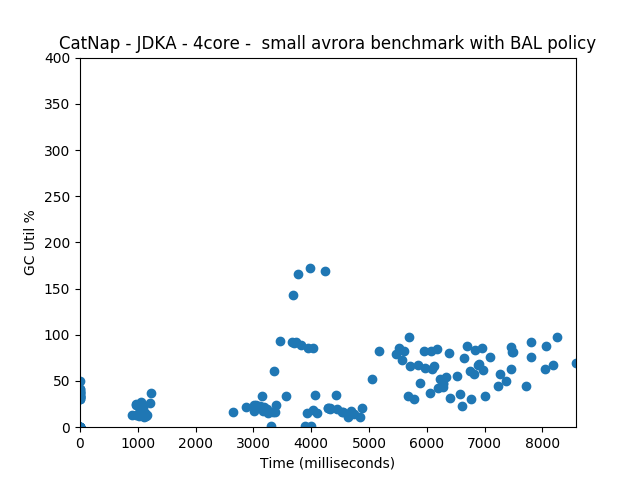 CatNap - JDKA - 4core -  small avrora benchmark with BAL policy
400
350
300
250
200
150
100
50
0
GC Util %
0 1000 2000 3000 4000 5000 6000 7000 8000
Time (milliseconds)